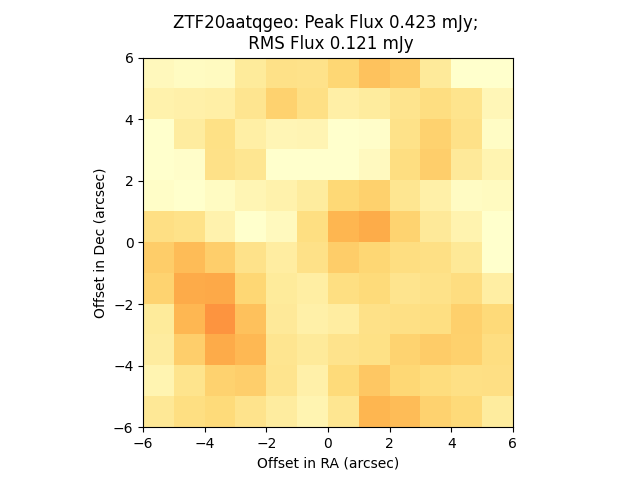 ZTF20aatqgeo: Peak Flux 0.423 mJy;
RMS Flux 0.121 mJy
6
4
2
0
−2
−4
−6
Offset in Dec (arcsec)
−6 −4 −2 0 2 4 6
Offset in RA (arcsec)